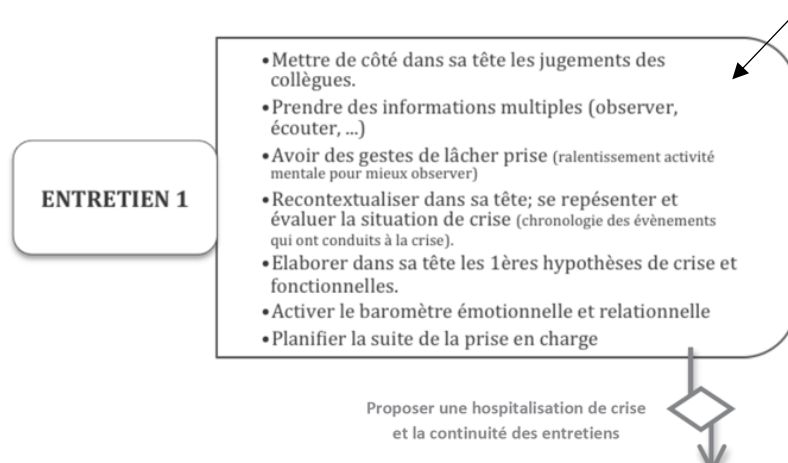 •Mettre de côté dans sa tête les jugements des
collègues.
•Prendre des informations multiples (observer,
écouter, ...)
•Avoir des gestes de lâcher prise (ralentissement activité
mentale pour mieux observer)
ENTRETIEN 1
•Recontextualiser dans sa tête; se repésenter et
évaluer la situation de crise (chronologie des évènements
qui ont conduits à la crise).
•Elaborer dans sa tête les 1ères hypothèses de crise et
fonctionnelles.
•Activer le baromètre émotionnelle et relationnelle
•Planifier la suite de la prise en charge
Proposer une hospitalisation de crise
et la continuité des entretiens